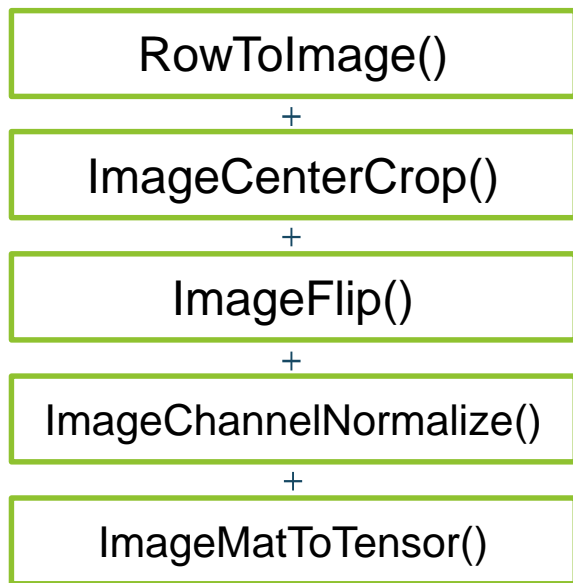 RowToImage()
+
ImageCenterCrop()
+
ImageFlip()
+
ImageChannelNormalize()
+
ImageMatToTensor()